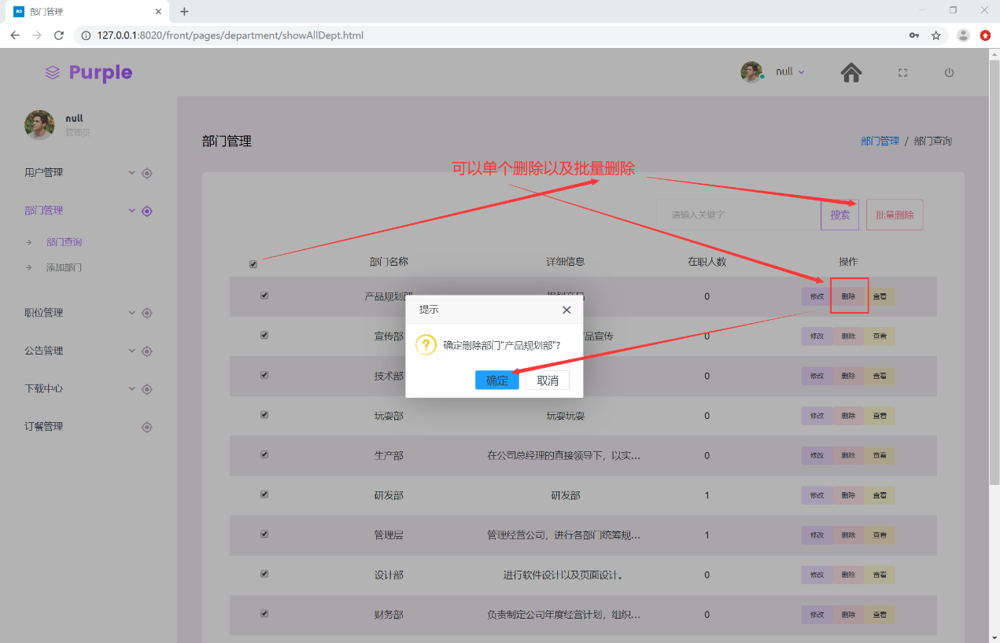 BD 部门管理
127.0.0.1:8020/front/pages/department/showAllDept.html
Purple
null
null
管理员
部门管理
部门管理 / 部门查询
用户管理
可以单个删除以及批量删除
部门管理
请输入关键字 搜索 批量删除
部门查询
添加部门
部门名称 详细信息 在职人数 操作
产品规划部 规划产品 0 修改 删除 查看
提示
职位管理
宣传部 品宣传 0 修改 删除 查看
确定删除部门"产品规划部"?
公告管理
技术部 0 修改 删除 查看
确定 取消
下载中心
玩耍部 玩耍玩耍 0 修改 删除 查看
订餐管理
生产部 在公司总经理的直接领导下，以实... 0 修改 删除 查看
研发部 研发部 1 修改 删除 查看
管理层 管理经营公司，进行各部门统筹规... 1 修改 删除 查看
设计部 进行软件设计以及页面设计。 0 修改 删除 查看
财务部 负责制定公司年度经营计划，组织... 0 修改 删除 查看